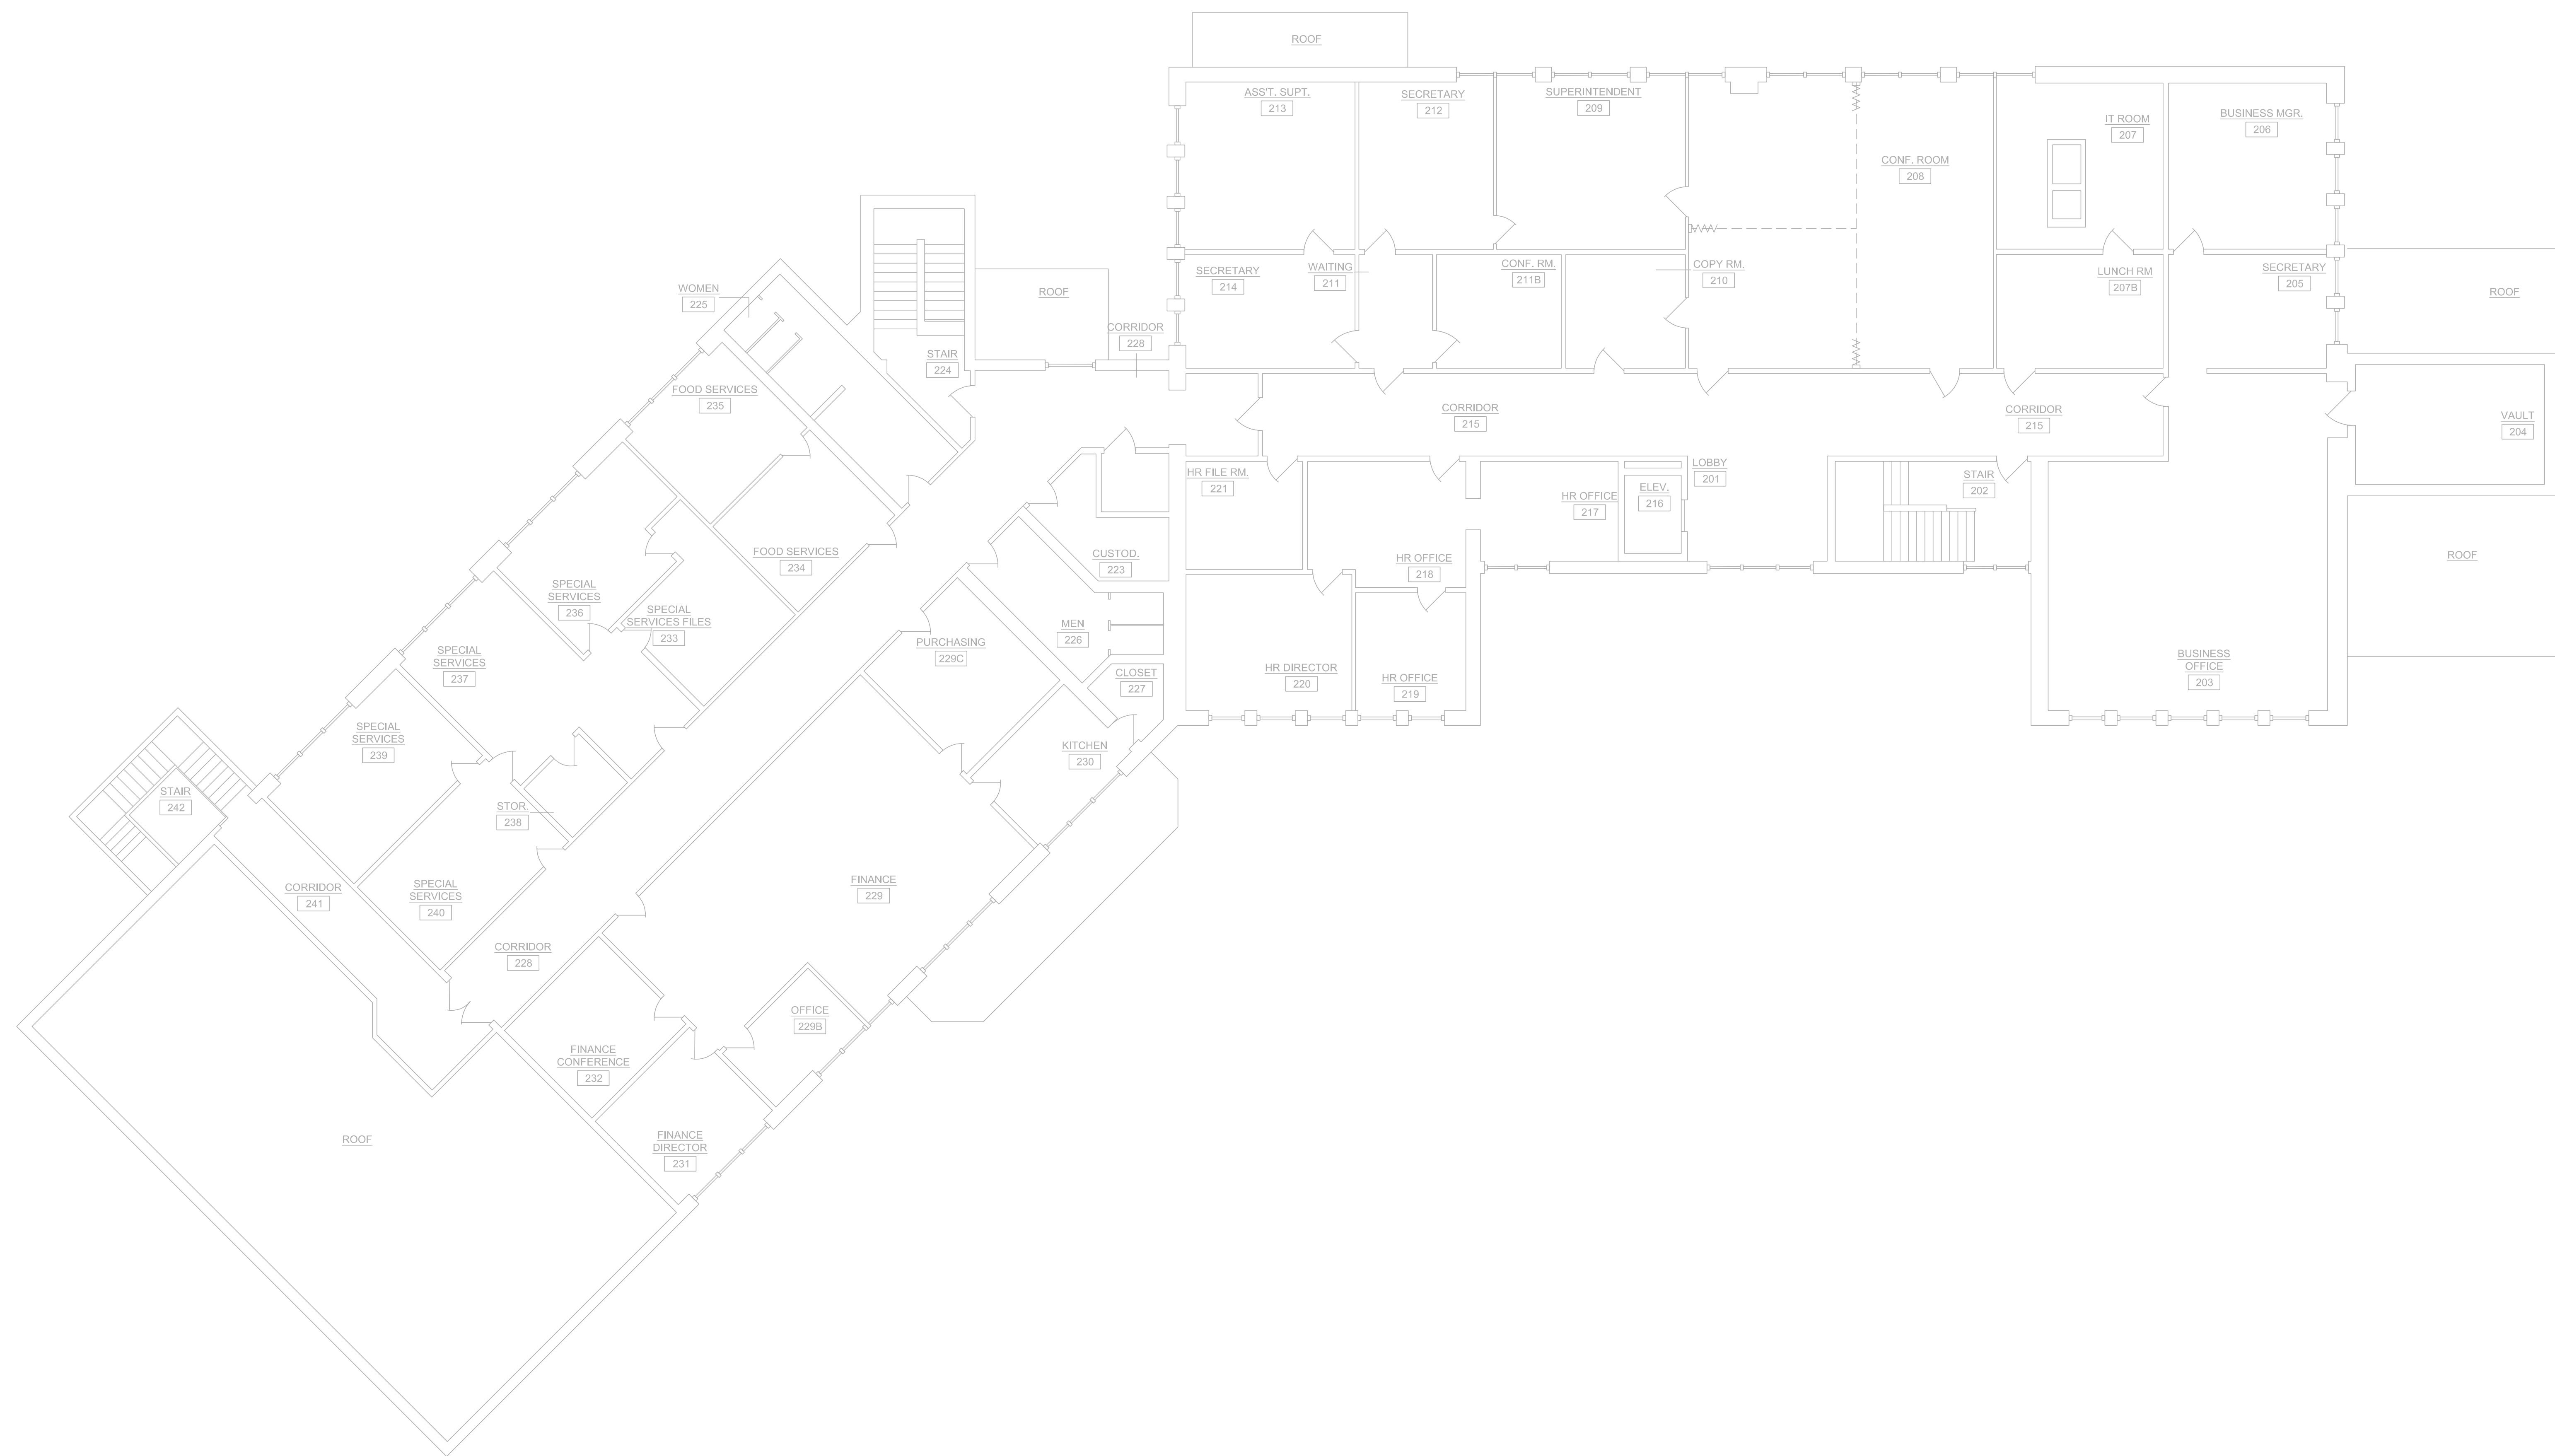 ROOF
ASS'T. SUPT.
213
SECRETARY
212
SUPERINTENDENT
209
CONF. ROOM
208
IT ROOM
207
BUSINESS MGR.
206
SECRETARY
214
WAITING
211
CONF. RM.
211B
COPY RM.
210
LUNCH RM
207B
SECRETARY
205
ROOF
WOMEN
225
ROOF
CORRIDOR
228
STAIR
224
FOOD SERVICES
235
CORRIDOR
215
CORRIDOR
215
VAULT
204
HR FILE RM.
221
HR OFFICE
217
ELEV.
216
LOBBY
201
STAIR
202
FOOD SERVICES
234
CUSTOD.
223
HR OFFICE
218
ROOF
SPECIAL
SERVICES
236
SPECIAL
SERVICES FILES
233
MEN
226
PURCHASING
229C
SPECIAL
SERVICES
237
CLOSET
227
HR DIRECTOR
220
HR OFFICE
219
BUSINESS
OFFICE
203
SPECIAL
SERVICES
239
KITCHEN
230
STAIR
242
STOR.
238
CORRIDOR
241
SPECIAL
SERVICES
240
FINANCE
229
CORRIDOR
228
OFFICE
229B
FINANCE
CONFERENCE
232
ROOF
FINANCE
DIRECTOR
231